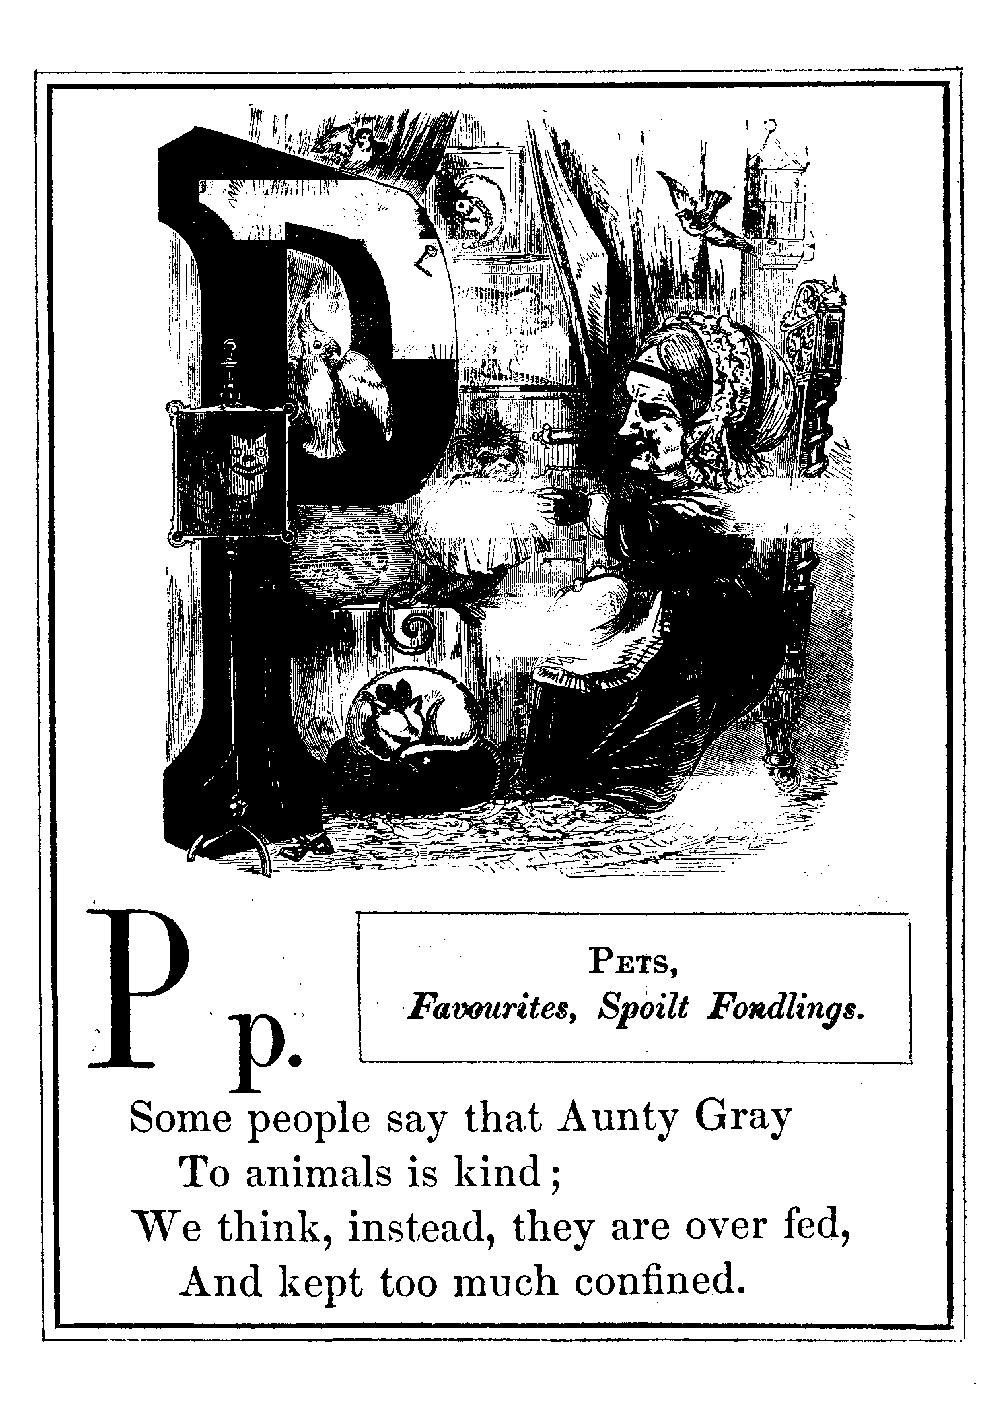 P
P p.
PETS,
Favourites, Spoilt Fondlings.
Some people say that Aunty Gray
To animals is kind;
We think, instead, they are over fed,
And kept too much confined.